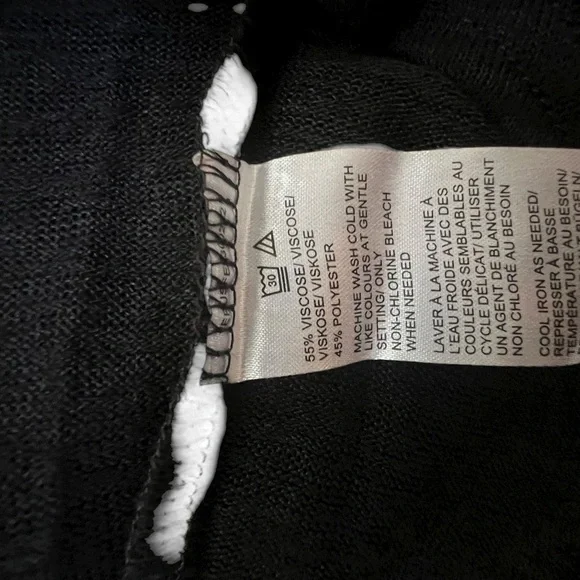 30
55% VISCOSE/ VISCOSE/
VISKOSE/ VISKOSE
45% POLYESTER
MACHINE WASH COLD WITH
LIKE COLOURS AT GENTLE
SETTING/ ONLY
NON-CHLORINE BLEACH
WHEN NEEDED
LAVER À LA MACHINE À
L'EAU FROIDE AVEC DES
COULEURS SEMBLABLES AU
CYCLE DÉLICAT/ UTILISER
UN AGENT DE BLANCHIMENT
NON CHLORÉ AU BESOIN
COOL IRON AS NEEDED/
REPASSER À BASSE
TEMPÉRATURE AU BESOIN/